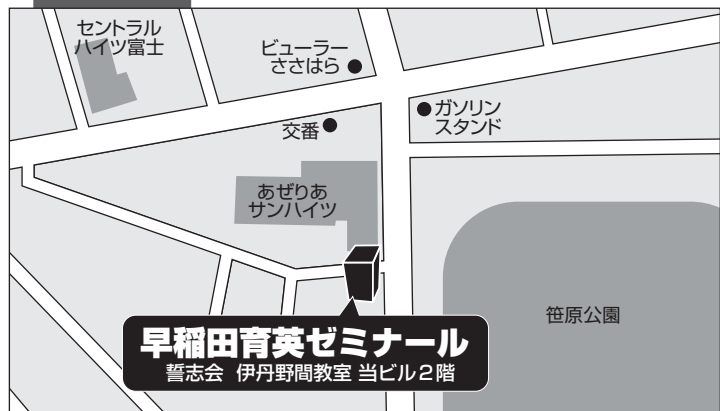 セントラル
ハイツ富士
ビューラー
ささはら
ガソリン
スタンド
交番
あぜりあ
サンハイツ
笹原公園
早稲田育英ゼミナール
誓志会 伊丹野間教室 当ビル2階